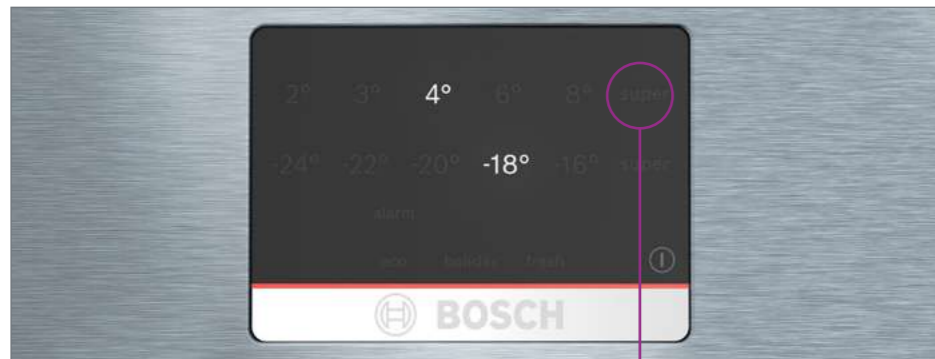 2° 3° 4° 6° 8° super
-24° -22° -20° -18° -16° super
alarm
eco holiday fresh
BOSCH